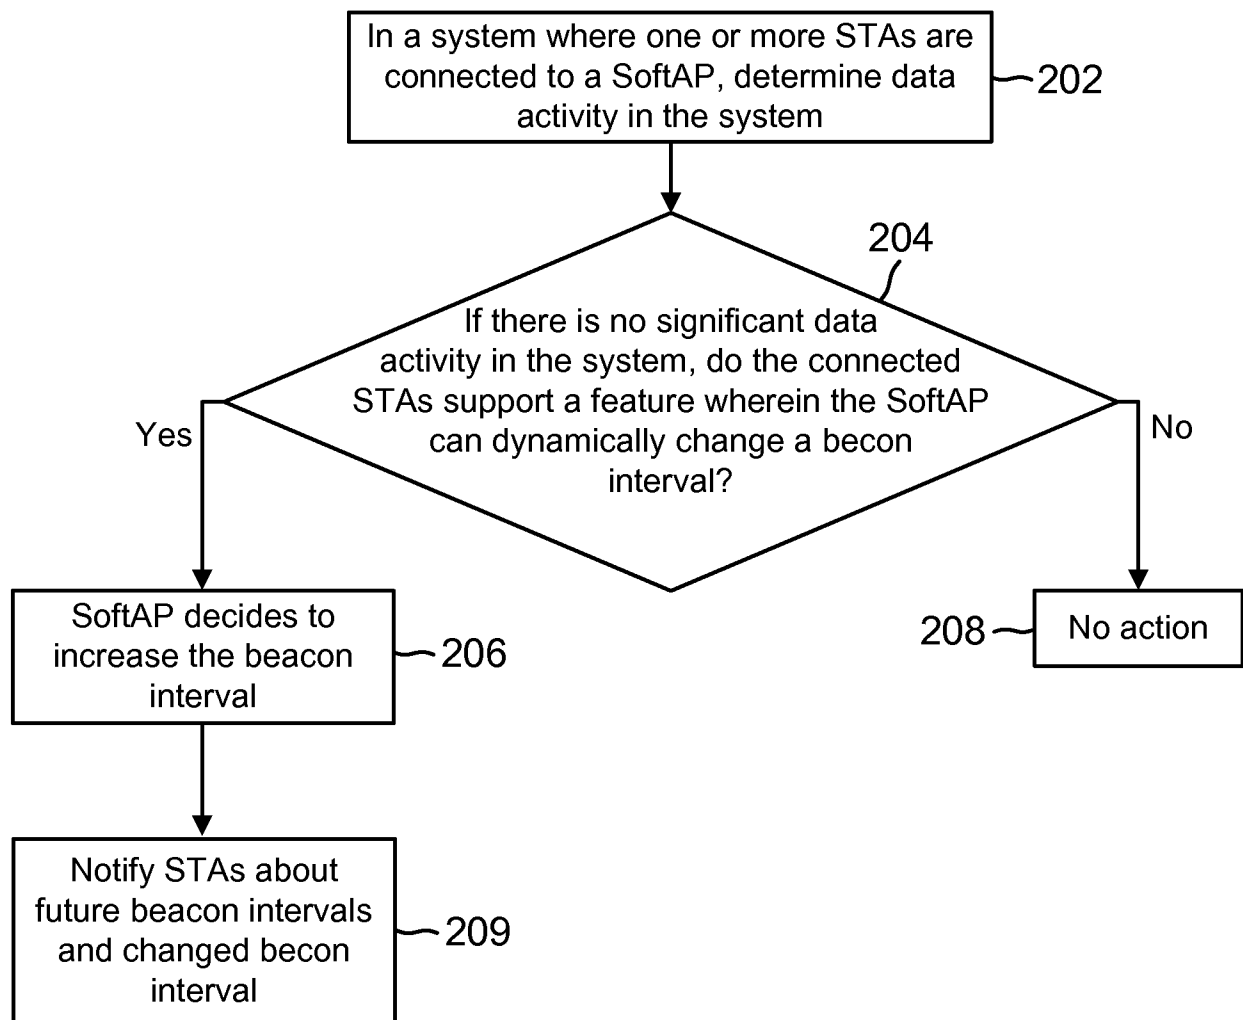 In a system where one or more STAs are
connected to a SoftAP, determine data
activity in the system
202
204
If there is no significant data
activity in the system, do the connected
STAs support a feature wherein the SoftAP
can dynamically change a becon
interval?
Yes
No
SoftAP decides to
increase the beacon
interval
206
208
No action
Notify STAs about
future beacon intervals
and changed becon
interval
209